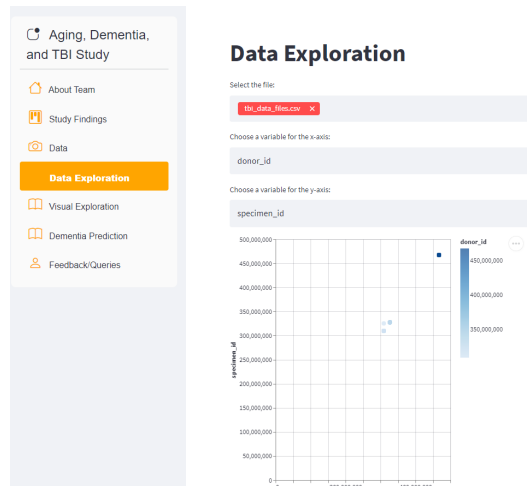 Aging, Dementia,
and TBI Study
About Team
Study Findings
Data
Data Exploration
Visual Exploration
Dementia Prediction
Feedback/Queries
Data Exploration
Select the file:
tbi_data_files.csv
Choose a variable for the x-axis:
donor_id
Choose a variable for the y-axis:
specimen_id
500,000,000
450,000,000
400,000,000
350,000,000
300,000,000
250,000,000
200,000,000
150,000,000
100,000,000
50,000,000
0
specimen_id
donor_id
450,000,000
400,000,000
350,000,000